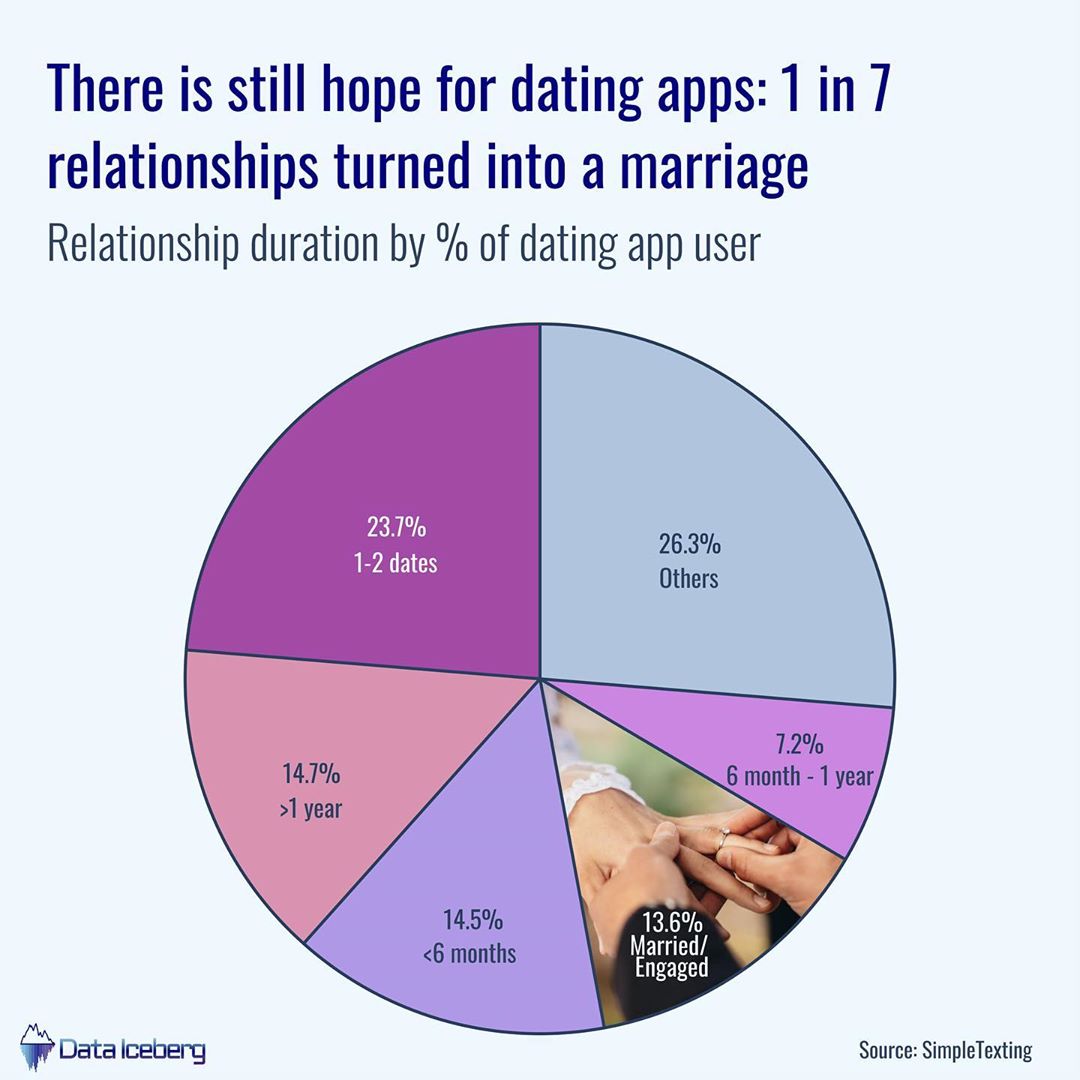 There is still hope for dating apps: 1 in 7
relationships turned into a marriage
Relationship duration by % of dating app user
23.7%
1-2 dates
26.3%
Others
7.2%
6 month - 1 year
14.7%
>1 year
14.5%
<6 months
13.6%
Married/
Engaged
Data Iceberg
Source: SimpleTexting